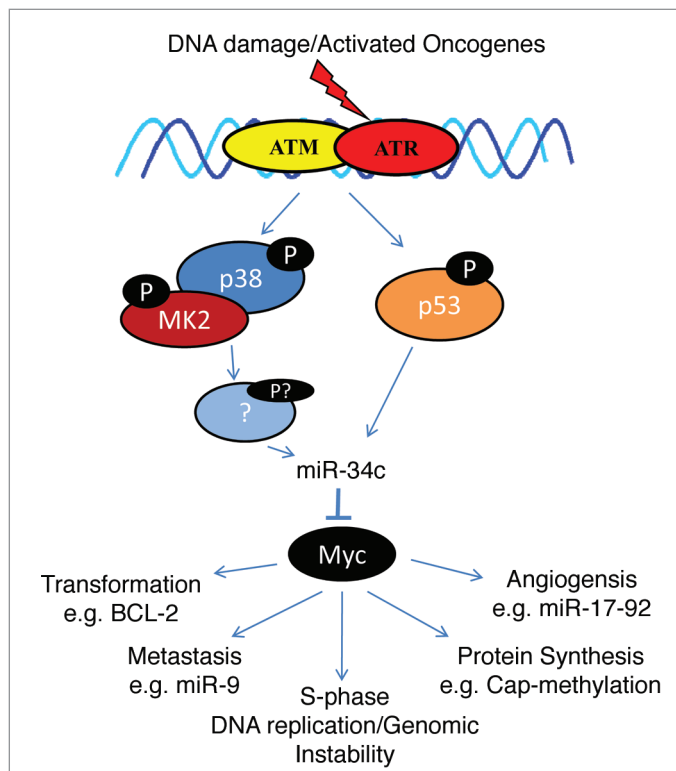 DNA damage/Activated Oncogenes
ATM
ATR
P
p38
P
MK2
P
p53
P?
?
miR-34c
Myc
Transformation
e.g. BCL-2
Angiogensis
e.g. miR-17-92
Metastasis
e.g. miR-9
Protein Synthesis
e.g. Cap-methylation
S-phase
DNA replication/Genomic
Instability